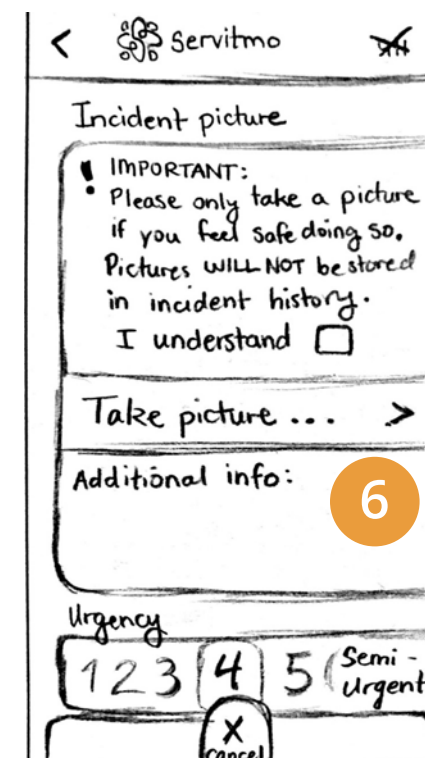 < Servitmo
Incident picture
! IMPORTANT:
Please only take a picture
if you feel safe doing so.
Pictures WILL NOT be stored
in incident history.
I understand
Take picture ... >
Additional info:
6
Urgency
1 2 3 4 5 (Semi-
Urgent
X
cancel